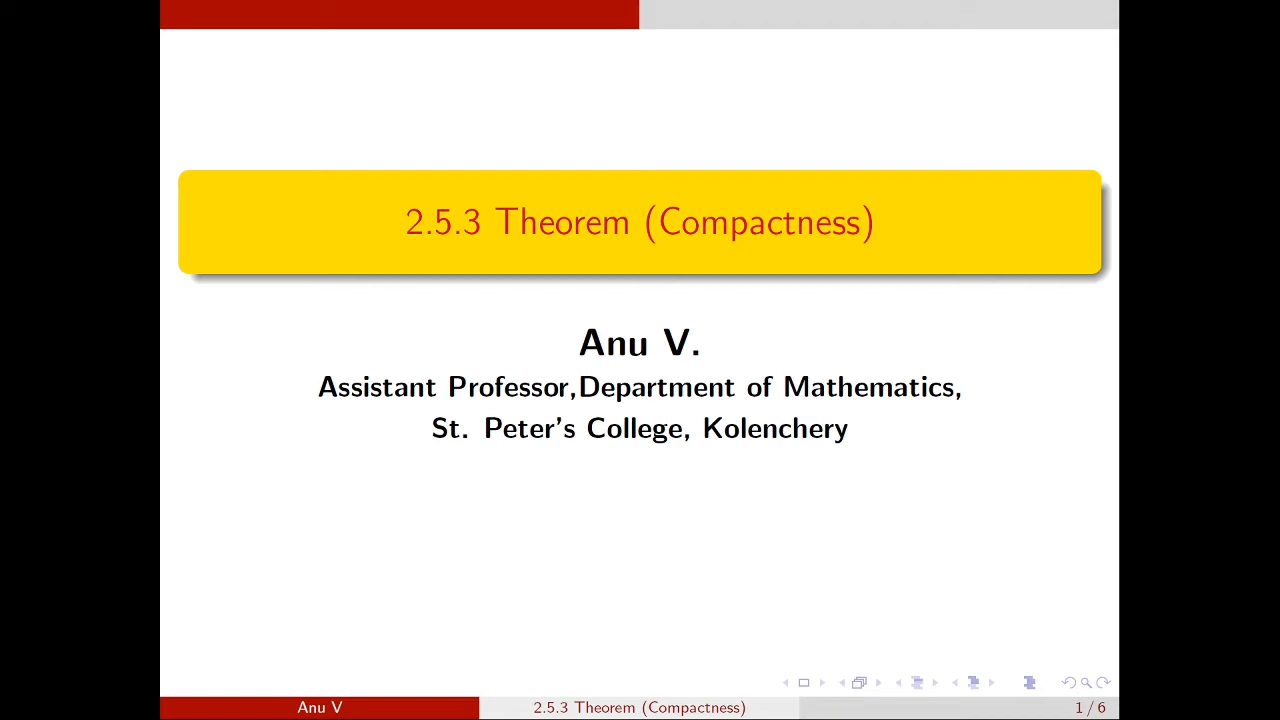 2.5.3 Theorem (Compactness)
Anu V.
Assistant Professor,Department of Mathematics,
St. Peter's College, Kolenchery
Anu V
2.5.3 Theorem (Compactness)
1 / 6